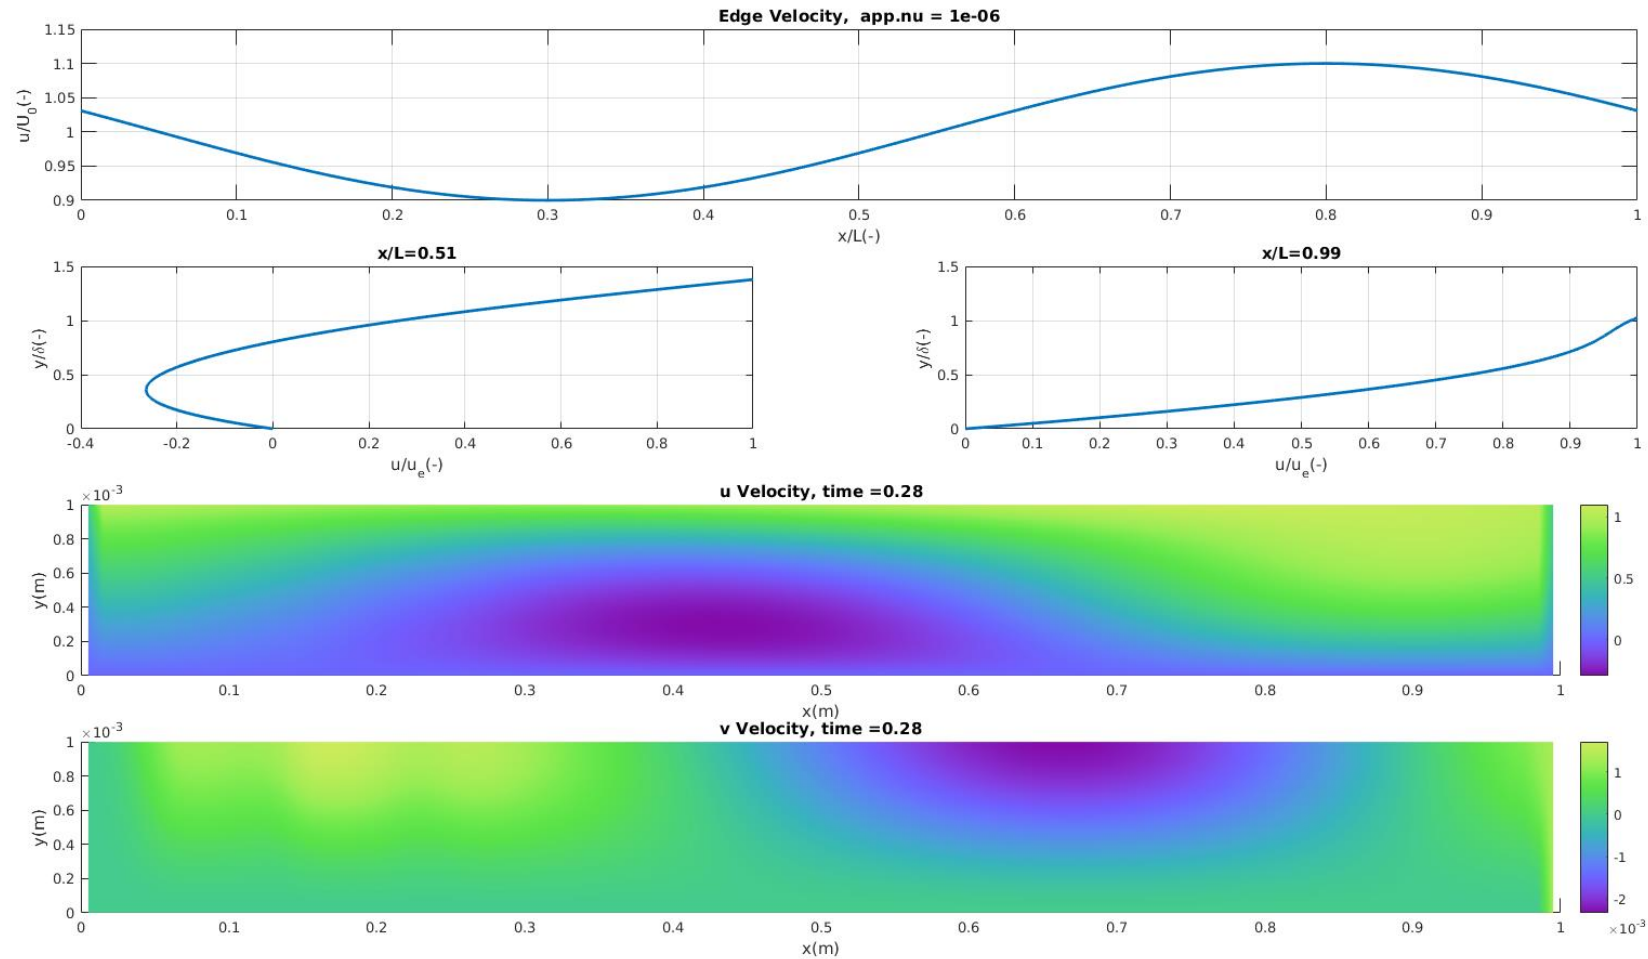 Edge Velocity, app.nu = 1e-06
1.15
1.1
1.05
1
0.95
0.9
u/U0(-)
0 0.1 0.2 0.3 0.4 0.5 0.6 0.7 0.8 0.9 1
x/L(-)
x/L=0.51
1.5
1
0.5
0
y/δ(-)
-0.4 -0.2 0 0.2 0.4 0.6 0.8 1
u/ue(-)
x/L=0.99
1.5
1
0.5
0
y/δ(-)
0 0.1 0.2 0.3 0.4 0.5 0.6 0.7 0.8 0.9 1
u/ue(-)
×10-3
u Velocity, time =0.28
1
0.8
0.6
0.4
0.2
0
y(m)
0 0.1 0.2 0.3 0.4 0.5 0.6 0.7 0.8 0.9 1
x(m)
1
0.5
0
×10-3
v Velocity, time =0.28
1
0.8
0.6
0.4
0.2
0
y(m)
0 0.1 0.2 0.3 0.4 0.5 0.6 0.7 0.8 0.9 1
x(m)
1
0
-1
-2
×10-3